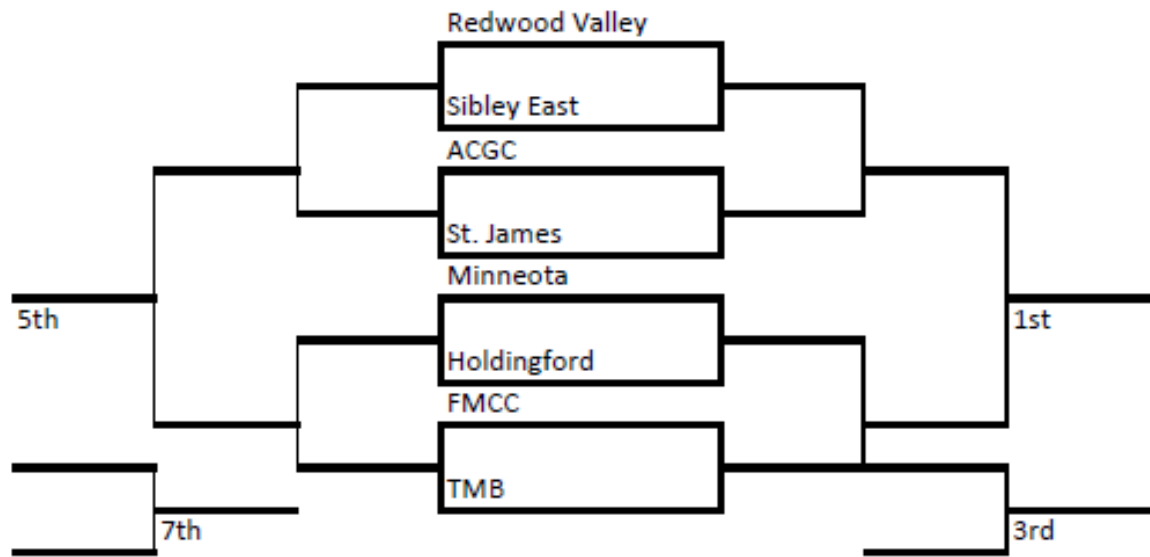 Redwood Valley
Sibley East
ACGC
St. James
Minneota
5th
1st
Holdingford
FMCC
TMB
7th
3rd